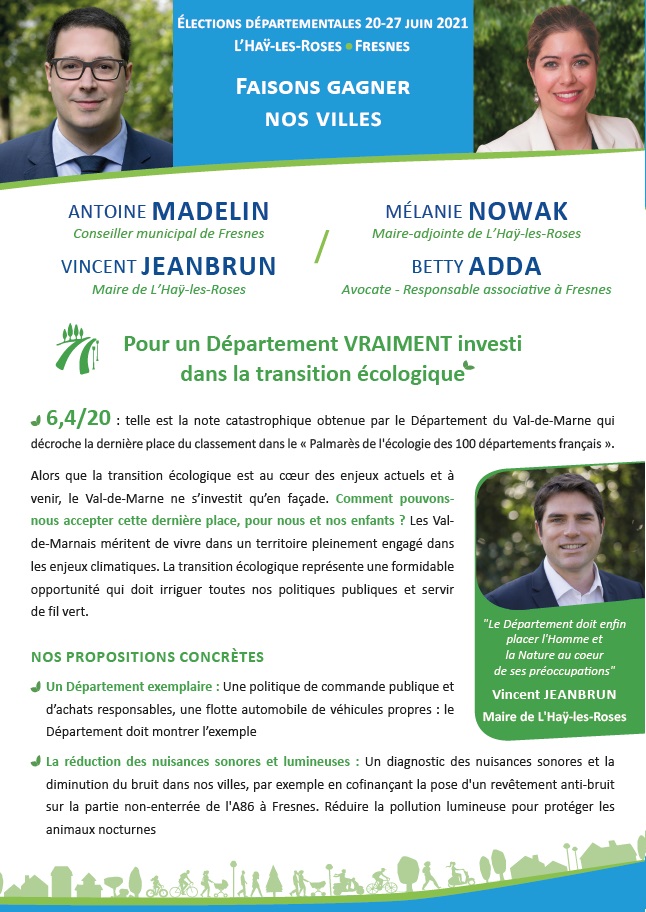 ÉLECTIONS DÉPARTEMENTALES 20-27 JUIN 2021
L'HAŸ-LES-ROSES • FRESNES
FAISONS GAGNER
NOS VILLES
ANTOINE MADELIN
Conseiller municipal de Fresnes
VINCENT JEANBRUN
Maire de L'Haÿ-les-Roses
/
MÉLANIE NOWAK
Maire-adjointe de L'Haÿ-les-Roses
BETTY ADDA
Avocate - Responsable associative à Fresnes
Pour un Département VRAIMENT investi
dans la transition écologique
6,4/20 : telle est la note catastrophique obtenue par le Département du Val-de-Marne qui
décroche la dernière place du classement dans le « Palmarès de l'écologie des 100 départements français ».
Alors que la transition écologique est au cœur des enjeux actuels et à
venir, le Val-de-Marne ne s'investit qu'en façade. Comment pouvons-
nous accepter cette dernière place, pour nous et nos enfants ? Les Val-
de-Marnais méritent de vivre dans un territoire pleinement engagé dans
les enjeux climatiques. La transition écologique représente une formidable
opportunité qui doit irriguer toutes nos politiques publiques et servir
de fil vert.
"Le Département doit enfin
placer l'Homme et
la Nature au coeur
de ses préoccupations"
Vincent JEANBRUN
Maire de L'Haÿ-les-Roses
NOS PROPOSITIONS CONCRÈTES
Un Département exemplaire : Une politique de commande publique et
d'achats responsables, une flotte automobile de véhicules propres : le
Département doit montrer l'exemple
La réduction des nuisances sonores et lumineuses : Un diagnostic des nuisances sonores et la
diminution du bruit dans nos villes, par exemple en cofinançant la pose d'un revêtement anti-bruit
sur la partie non-enterrée de l'A86 à Fresnes. Réduire la pollution lumineuse pour protéger les
animaux nocturnes